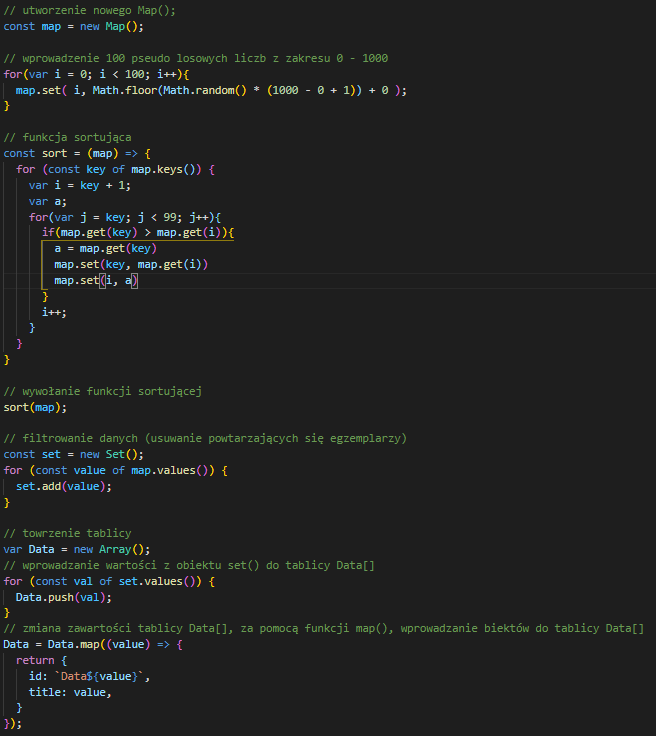 // utworzenie nowego Map();
const map = new Map();
// wprowadzenie 100 pseudo losowych liczb z zakresu 0 - 1000
for(var i = 0; i < 100; i++){
  map.set( i, Math.floor(Math.random() * (1000 - 0 + 1)) + 0 );
}
// funkcja sortująca
const sort = (map) => {
  for (const key of map.keys()) {
    var i = key + 1;
    var a;
    for(var j = key; j < 99; j++){
      if(map.get(key) > map.get(i)){
        a = map.get(key)
        map.set(key, map.get(i))
        map.set(i, a)
      }
      i++;
    }
  }
}
// wywołanie funkcji sortującej
sort(map);
// filtrowanie danych (usuwanie powtarzających się egzemplarzy)
const set = new Set();
for (const value of map.values()) {
  set.add(value);
}
// towrzenie tablicy
var Data = new Array();
// wprowadzanie wartości z obiektu set() do tablicy Data[]
for (const val of set.values()) {
  Data.push(val);
}
// zmiana zawartości tablicy Data[], za pomocą funkcji map(), wprowadzanie biektów do tablicy Data[]
Data = Data.map((value) => {
  return {
    id: `Data${value}`,
    title: value,
  }
});